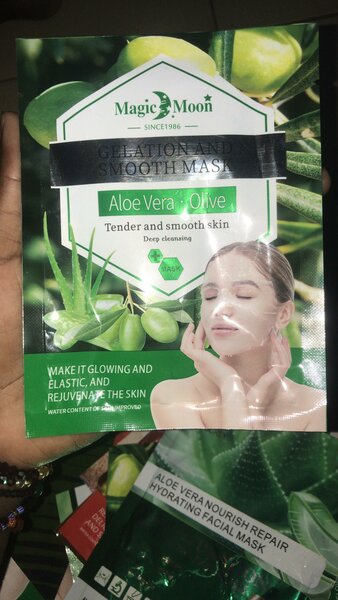 Magic Moon
SINCE1986
GELATION AND
SMOOTH MASK
Aloe Vera · Olive
Tender and smooth skin
Deep cleansing
MASK
MAKE IT GLOWING AND
ELASTIC, AND
REJUVENATE THE SKIN
WATER CONTENT OF SKIN IMPROVED
ALOE VERA NOURISH REPAIR
HYDRATING FACIAL MASK